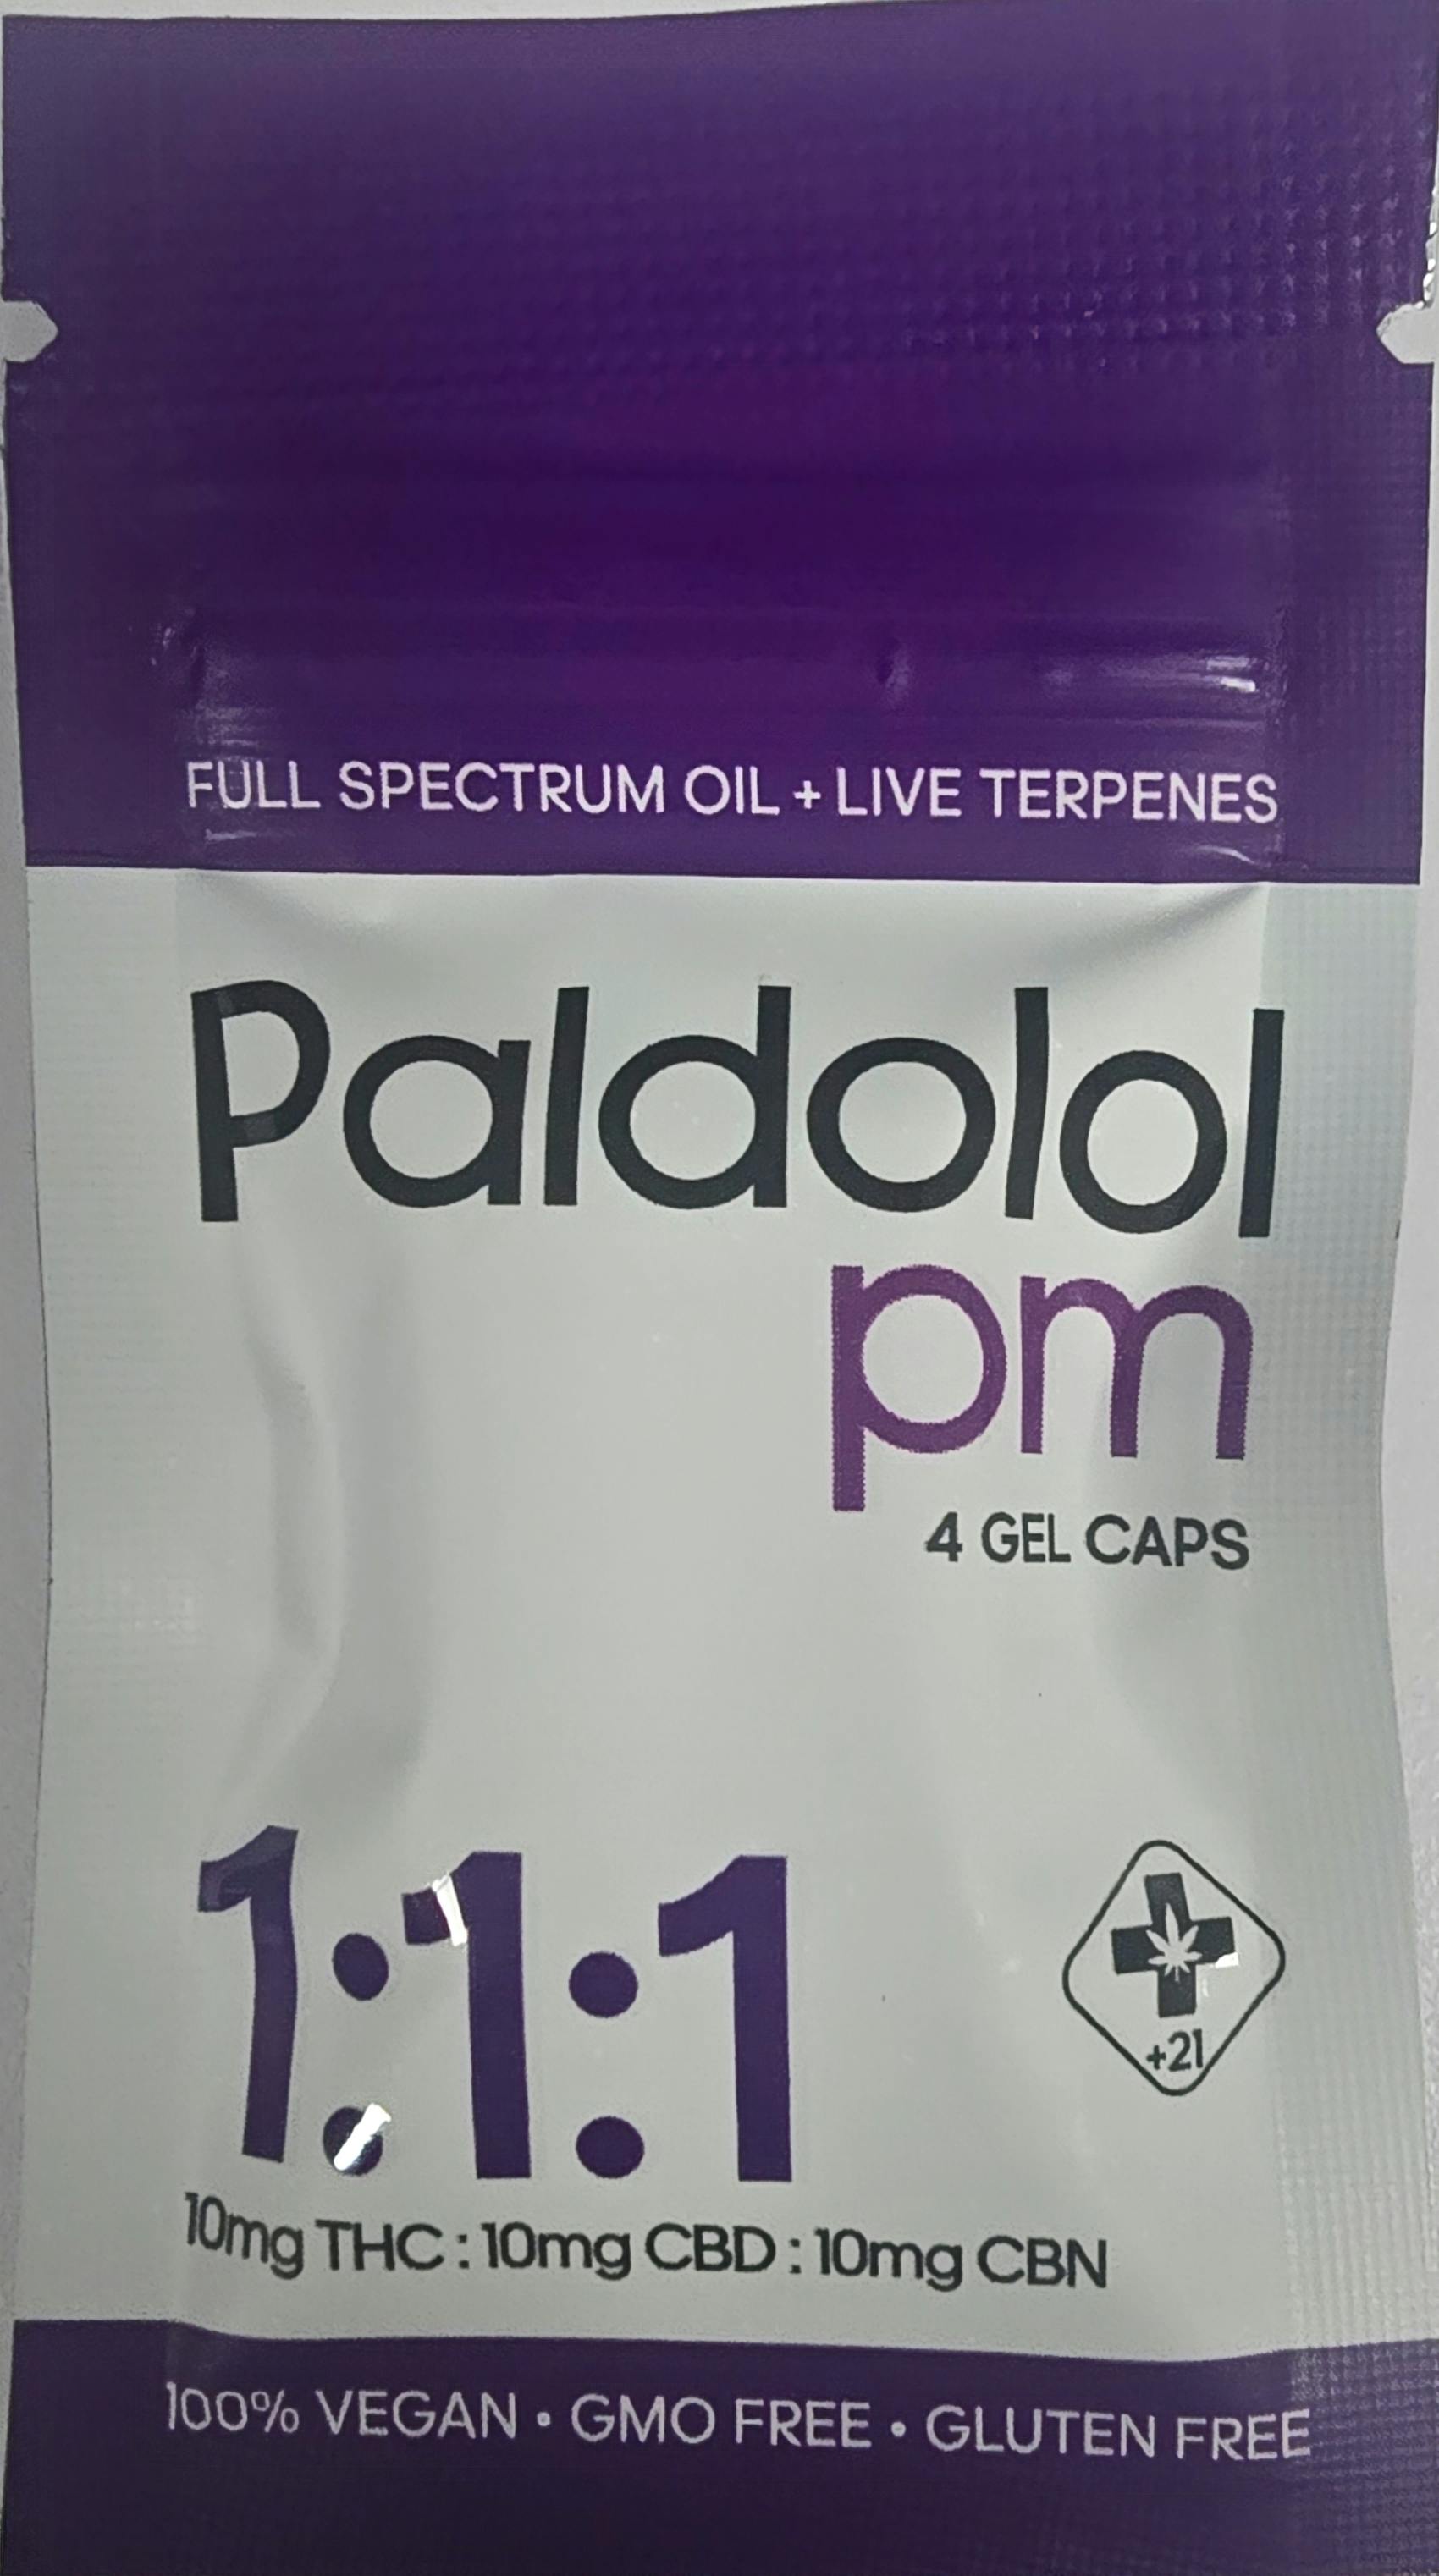 FULL SPECTRUM OIL + LIVE TERPENES
Paldolol
pm
4 GEL CAPS
1:1:1
+21
10mg THC : 10mg CBD : 10mg CBN
100% VEGAN • GMO FREE • GLUTEN FREE